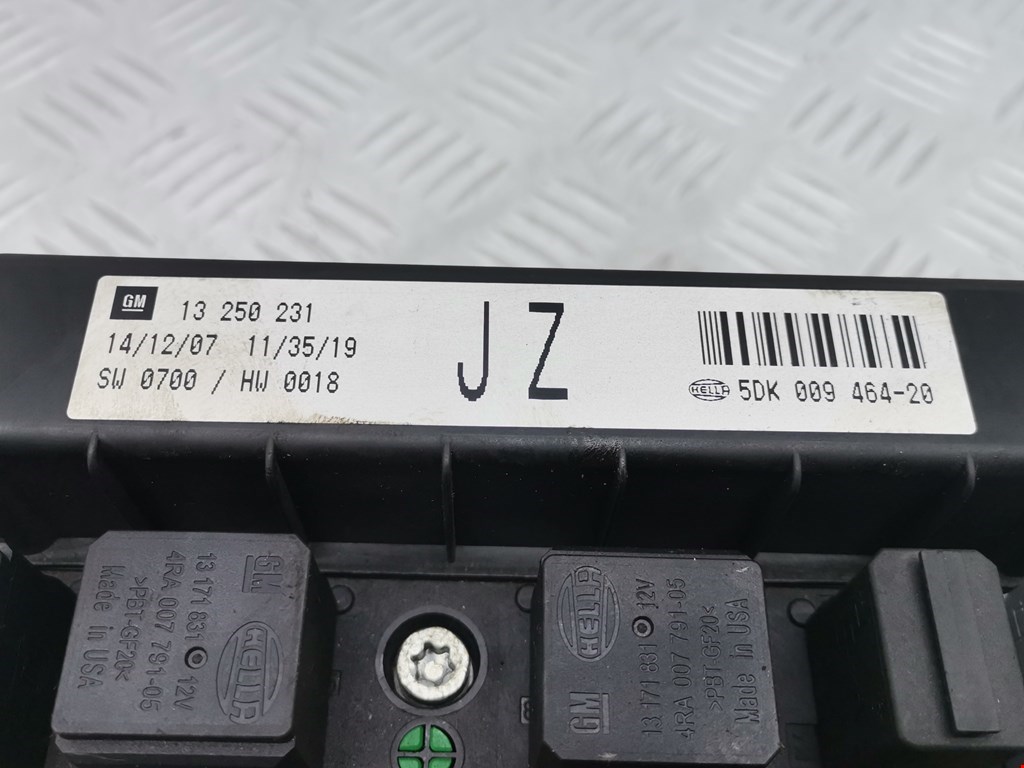 GM 13 250 231
14/12/07 11/35/19
SW 0700 / HW 0018
JZ
HELLA 5DK 009 464-20
GM
HELLA
13 171 831 12V
4RA 007 791-05
>PBT-GF20<
Made in USA
HELLA
GM
13 171 831 12V
4RA 007 791-05
>PBT-GF20<
Made in USA